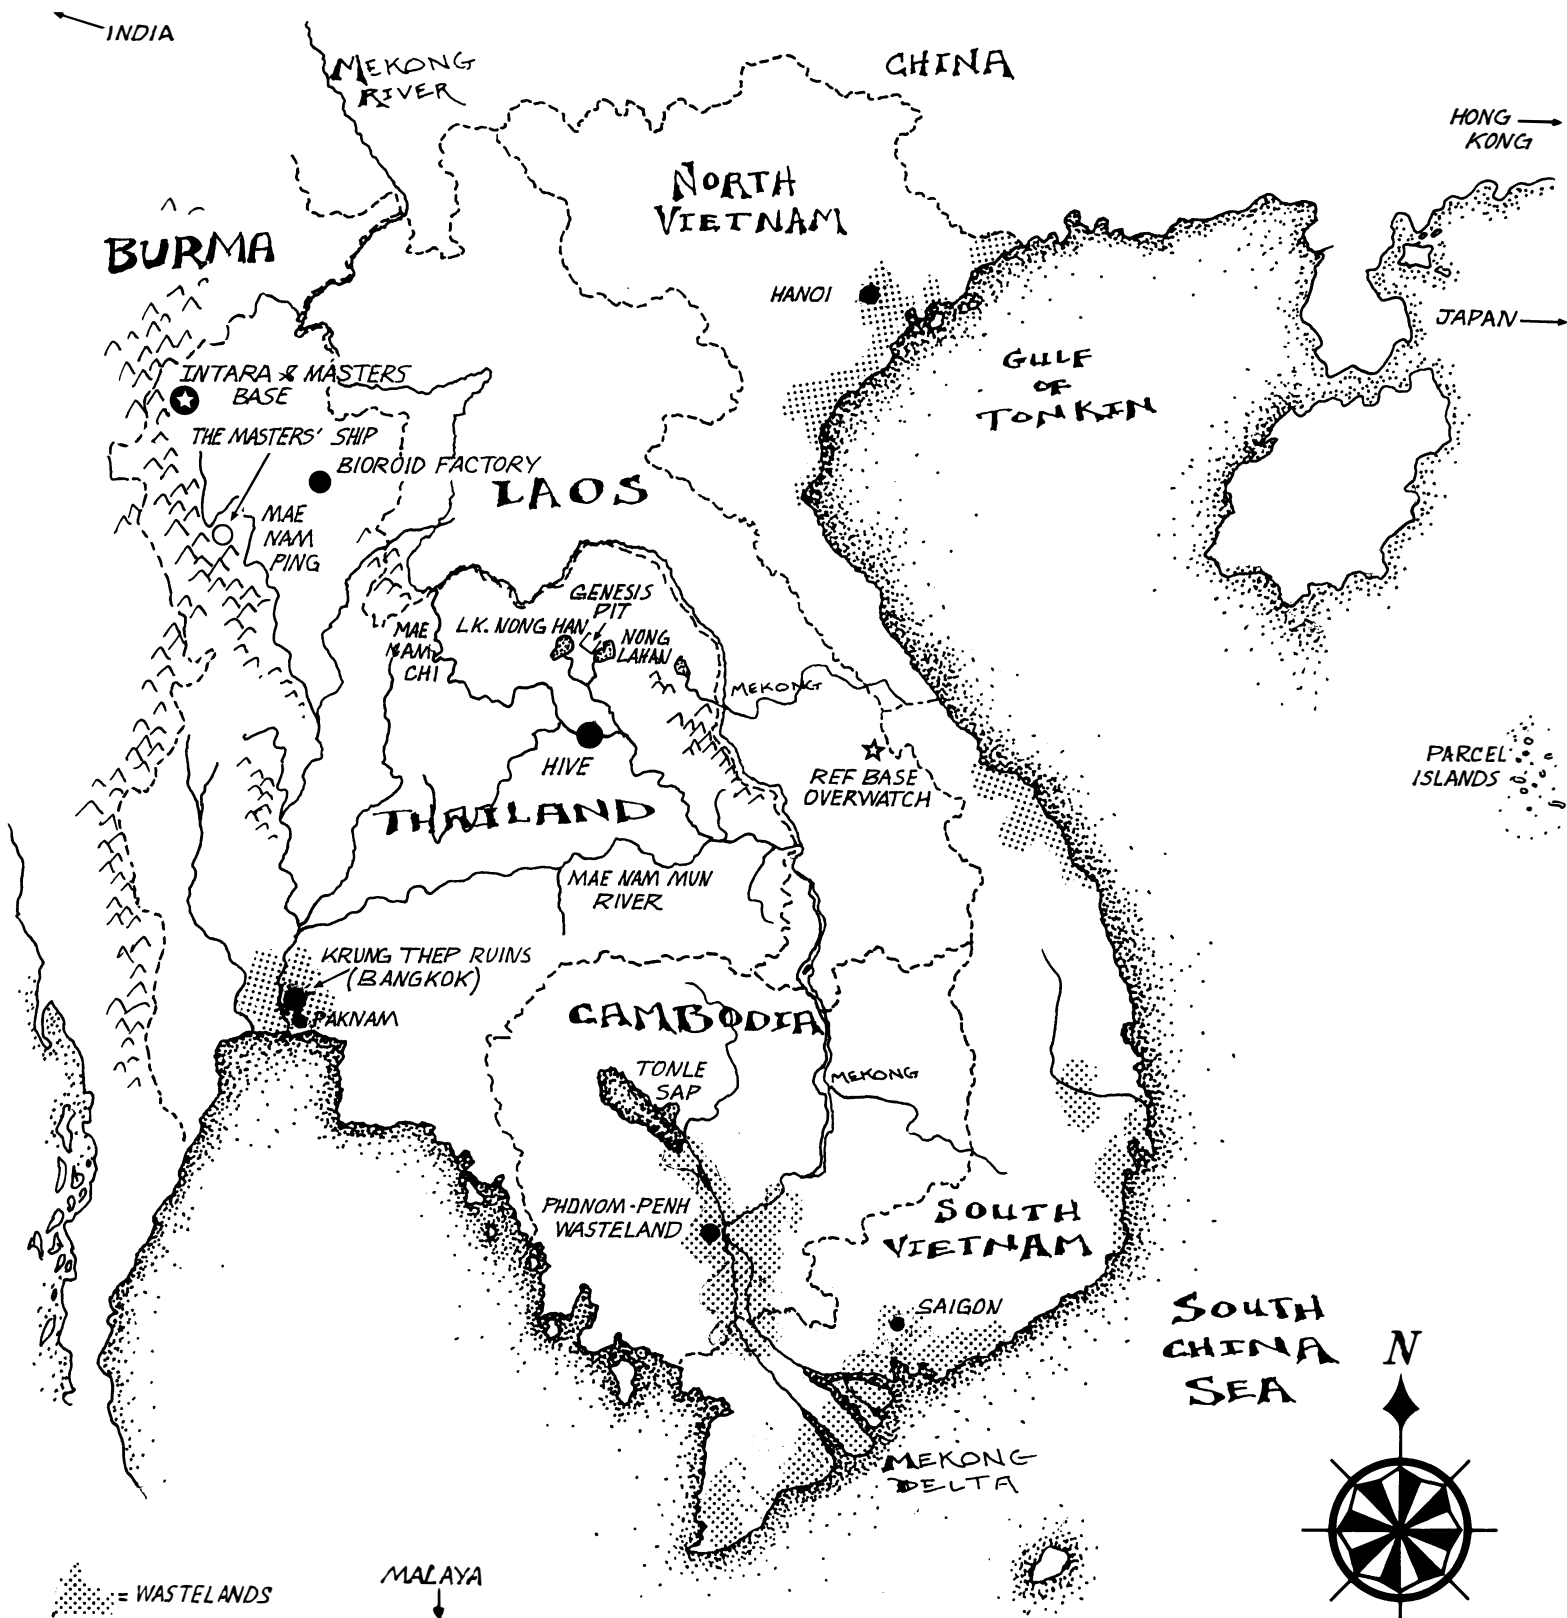 INDIA
MEKONG
RIVER
CHINA
HONG
KONG
NORTH
VIETNAM
BURMA
HANOI
JAPAN
GULF
OF
TONKIN
INTARA & MASTERS
BASE
THE MASTERS' SHIP
BIOROID FACTORY
LAOS
MAE
NAM
PING
GENESIS
PIT
LK. NONG HAN
NONG
LAHAN
MAE
NAM
CHI
MEKONG
HIVE
REF BASE
OVERWATCH
PARCEL
ISLANDS
THAILAND
MAE NAM MUN
RIVER
KRUNG THEP RUINS
(BANGKOK)
PAKNAM
CAMBODIA
TONLE
SAP
MEKONG
PHDNOM-PENH
WASTELAND
SOUTH
VIETNAM
SAIGON
SOUTH
CHINA
SEA
N
MEKONG
DELTA
MALAYA
= WASTELANDS